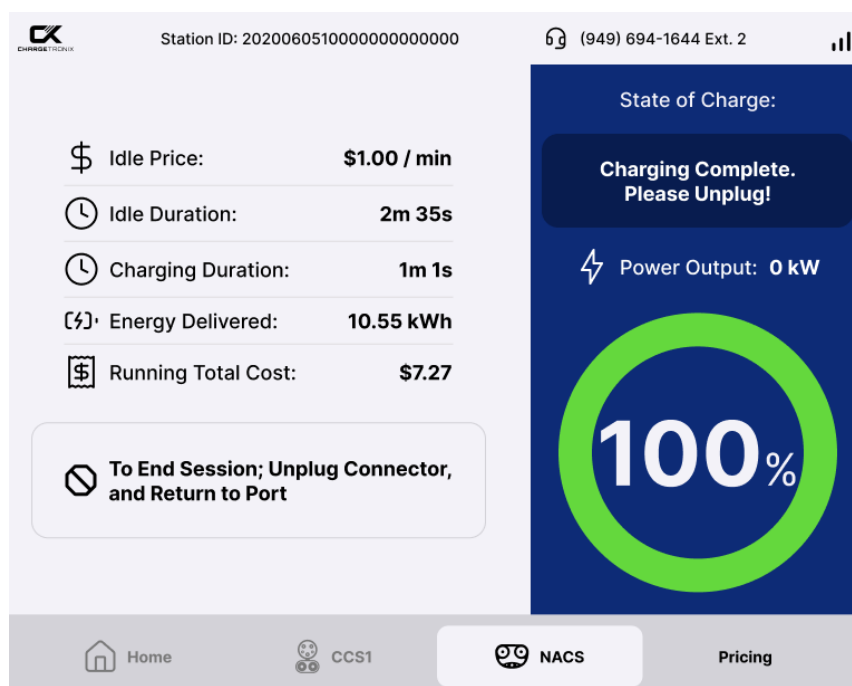 CHARGETRONIX
Station ID: 2020060510000000000000
(949) 694-1644 Ext. 2
Idle Price: $1.00 / min
Idle Duration: 2m 35s
Charging Duration: 1m 1s
Energy Delivered: 10.55 kWh
Running Total Cost: $7.27
To End Session; Unplug Connector,
and Return to Port
State of Charge:
Charging Complete.
Please Unplug!
Power Output: 0 kW
100%
Home
CCS1
NACS
Pricing